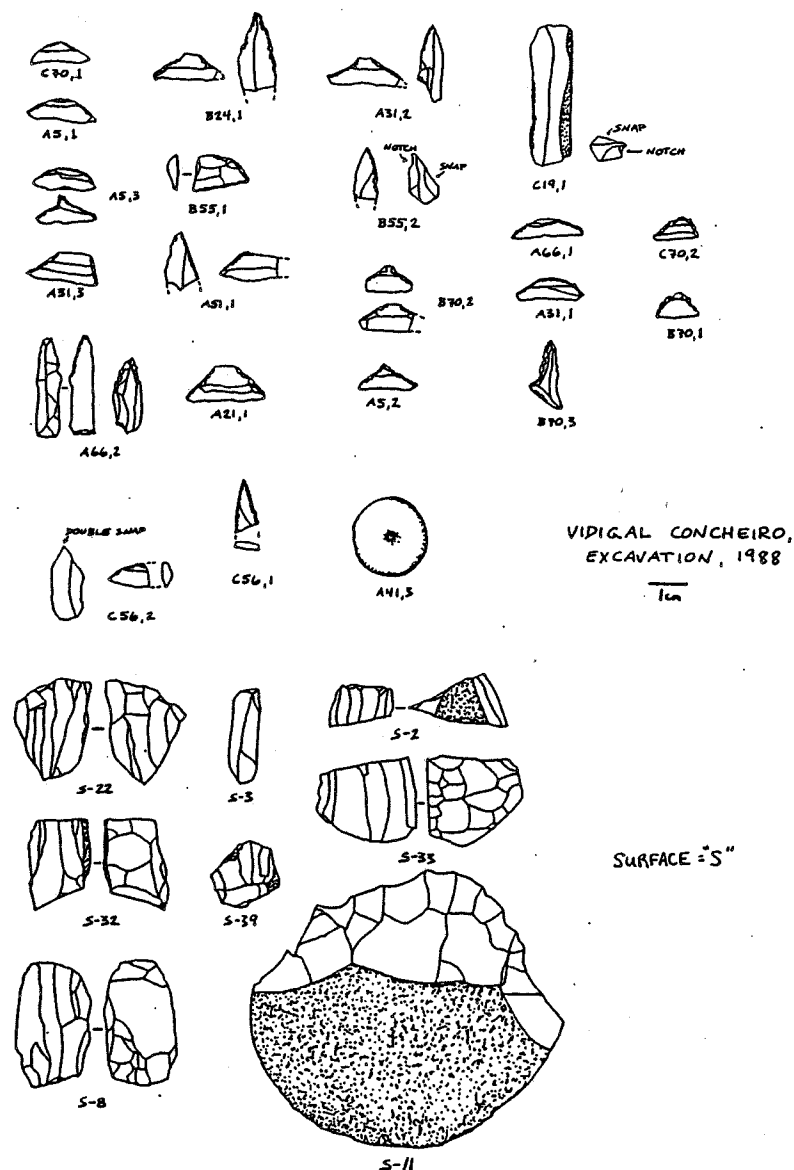 C70,1
B24,1
A31,2
A5,1
SNAP
NOTCH
C19,1
A5,3
B55,1
NOTCH
SNAP
B55,2
A66,1
C70,2
A31,3
A51,1
B70,2
A31,1
B70,1
A66,2
A21,1
A5,2
B70,3
DOUBLE SNAP
C56,2
C56,1
A41,3
VIDIGAL CONCHEIRO,
EXCAVATION, 1988
1cm
S-22
S-3
S-2
S-33
S-32
S-39
SURFACE = "S"
S-8
S-11